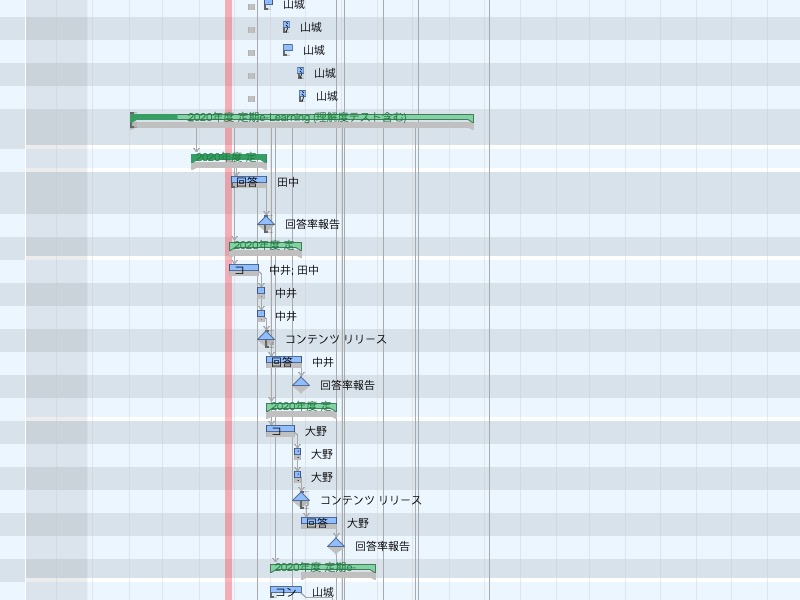 山城
山城
山城
山城
山城
2020年度 定期e-Learning (理解度テスト含む)
2020年度 定
回答 田中
回答率報告
2020年度 定
コ 中井; 田中
中井
中井
コンテンツ リリース
回答 中井
回答率報告
2020年度 定
コ 大野
大野
大野
コンテンツ リリース
回答 大野
回答率報告
2020年度 定期e-
コン 山城